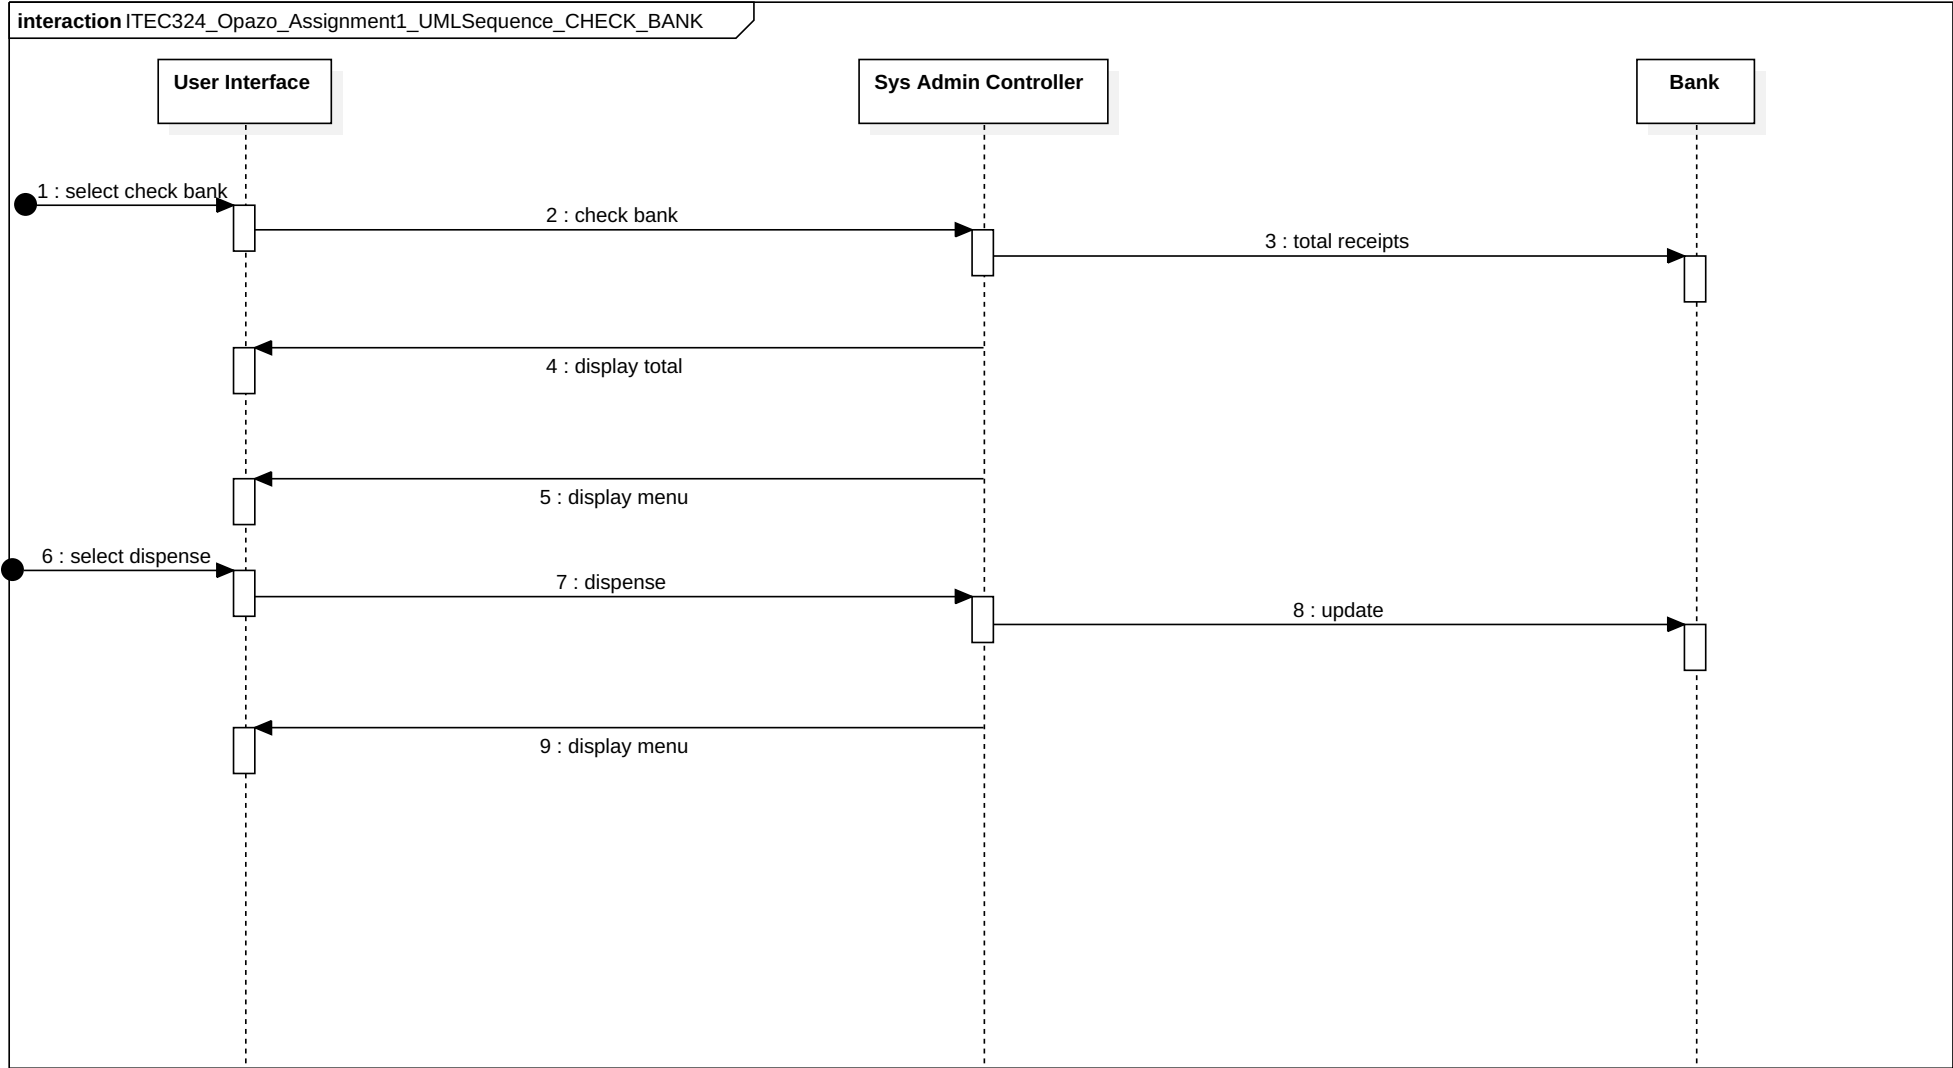 interaction ITEC324_Opazo_Assignment1_UMLSequence_CHECK_BANK
User Interface
Sys Admin Controller
Bank
1 : select check bank
2 : check bank
3 : total receipts
4 : display total
5 : display menu
6 : select dispense
7 : dispense
8 : update
9 : display menu